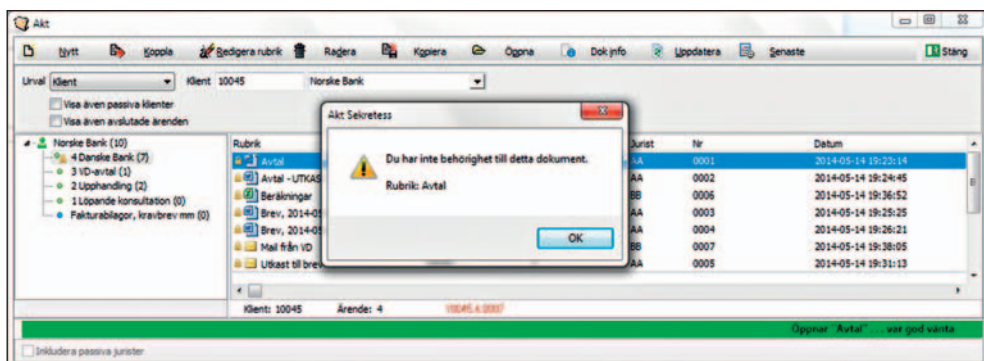 Akt
Nytt Koppla Redigera rubrik Radera Kopiera Öppna Dok info Uppdatera Senaste Stäng
Urval Klient Klient 10045 Norske Bank
Visa även passiva klienter
Visa även avslutade ärenden
Norske Bank (10)
4 Danske Bank (7)
3 VD-avtal (1)
2 Upphandling (2)
1 Löpande konsultation (0)
Fakturabilagor, kravbrev mm (0)
Akt Sekretess
Du har inte behörighet till detta dokument.
Rubrik: Avtal
OK
Rubrik Jurist Nr Datum
Avtal AA 0001 2014-05-14 19:23:14
Avtal - UTKAS AA 0002 2014-05-14 19:24:45
Beräkningar BB 0006 2014-05-14 19:36:52
Brev, 2014-05 AA 0003 2014-05-14 19:25:25
Brev, 2014-05 AA 0004 2014-05-14 19:26:21
Mail från VD BB 0007 2014-05-14 19:38:05
Utkast till brev AA 0005 2014-05-14 19:31:13
Klient: 10045 Ärende: 4
Öppnar "Avtal" ... var god vänta
Inkludera passiva jurister